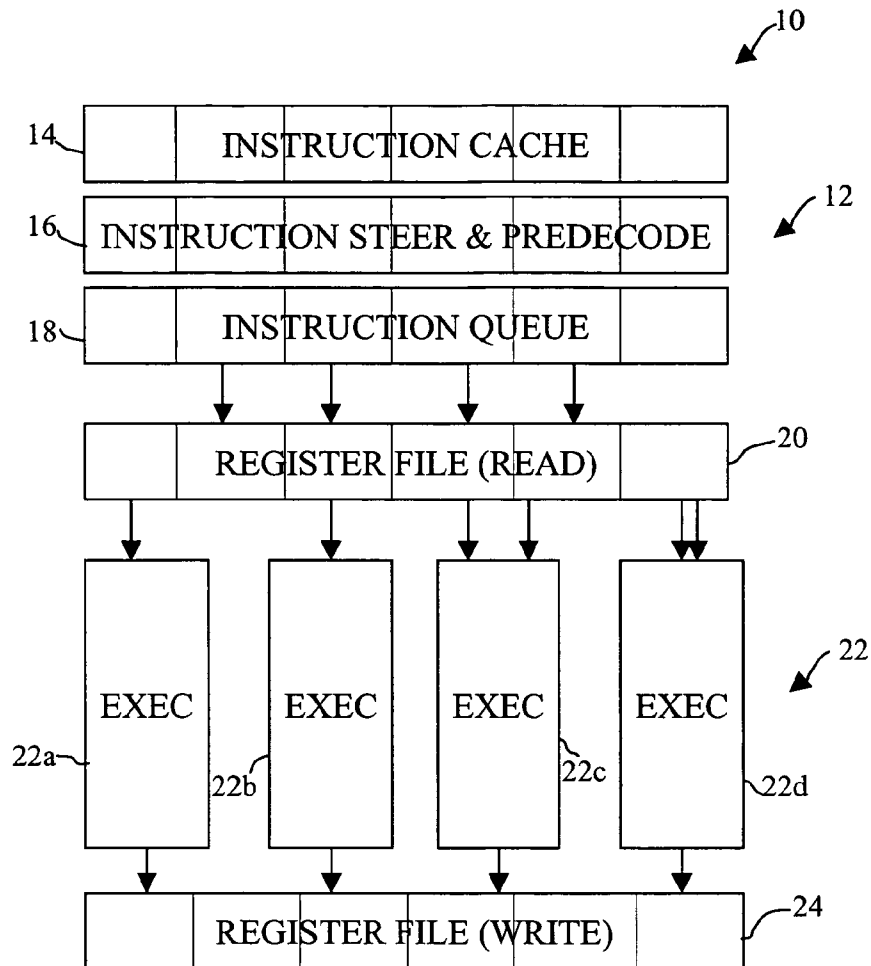 10
14
INSTRUCTION CACHE
12
16
INSTRUCTION STEER & PREDECODE
18
INSTRUCTION QUEUE
20
REGISTER FILE (READ)
22
EXEC
EXEC
EXEC
EXEC
22a
22b
22c
22d
24
REGISTER FILE (WRITE)